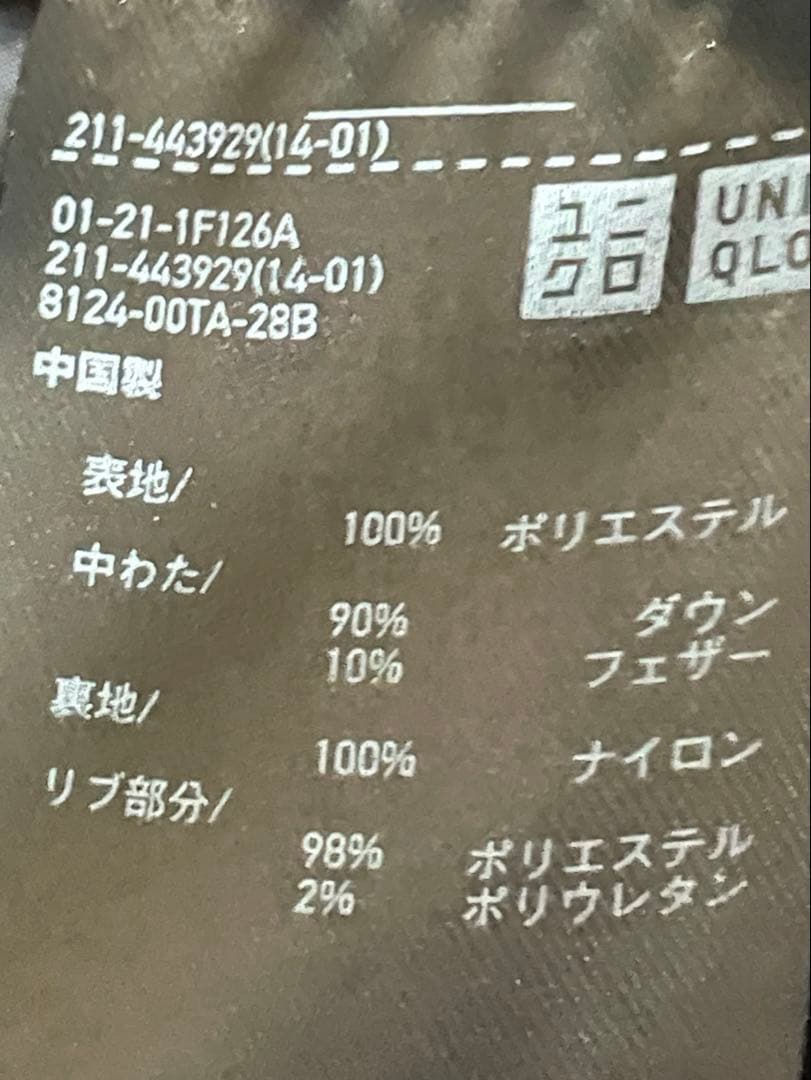 211-443929(14-01)
ユニ
クロ
UNI
QLO
01-21-1F126A
211-443929(14-01)
8124-00TA-28B
中国製
表地/
100% ポリエステル
中わた/
90% ダウン
10% フェザー
裏地/
100% ナイロン
リブ部分/
98% ポリエステル
2% ポリウレタン